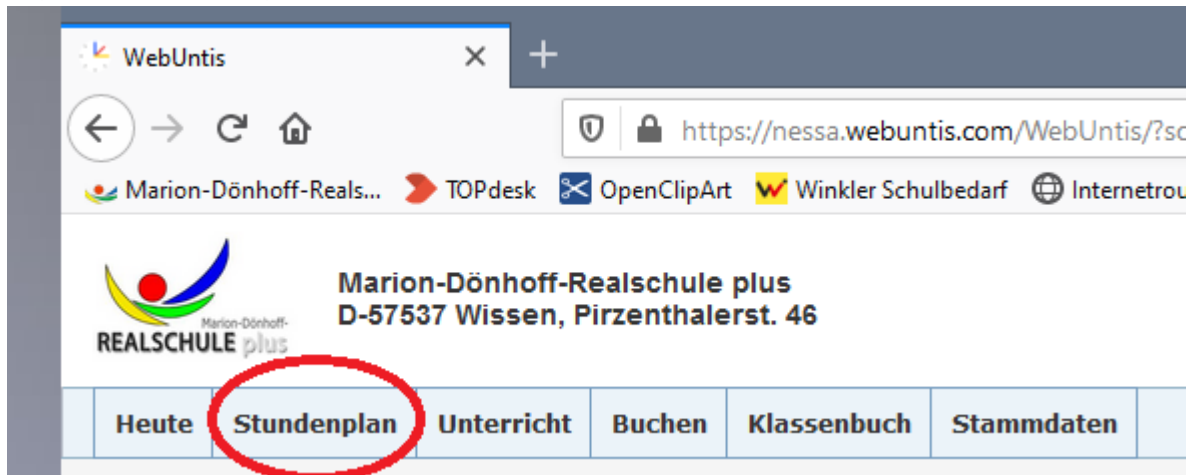 WebUntis
https://nessa.webuntis.com/WebUntis/?sc
Marion-Dönhoff-Reals... TOPdesk OpenClipArt Winkler Schulbedarf Internetrou
Marion-Dönhoff-Realschule plus
D-57537 Wissen, Pirzenthalerst. 46
Marion-Dönhoff-
REALSCHULE plus
Heute Stundenplan Unterricht Buchen Klassenbuch Stammdaten